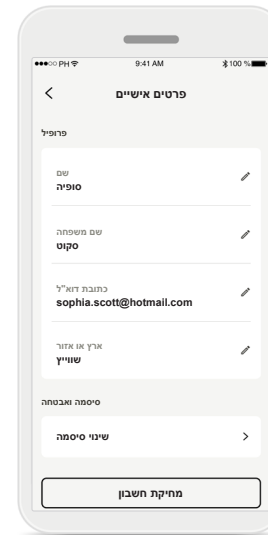 PH 9:41 AM 100 %
פרטים אישיים
פרופיל
שם
סופיה
שם משפחה
סקוט
כתובת דוא"ל
sophia.scott@hotmail.com
ארץ או אזור
שווייץ
סיסמה ואבטחה
שינוי סיסמה
מחיקת חשבון